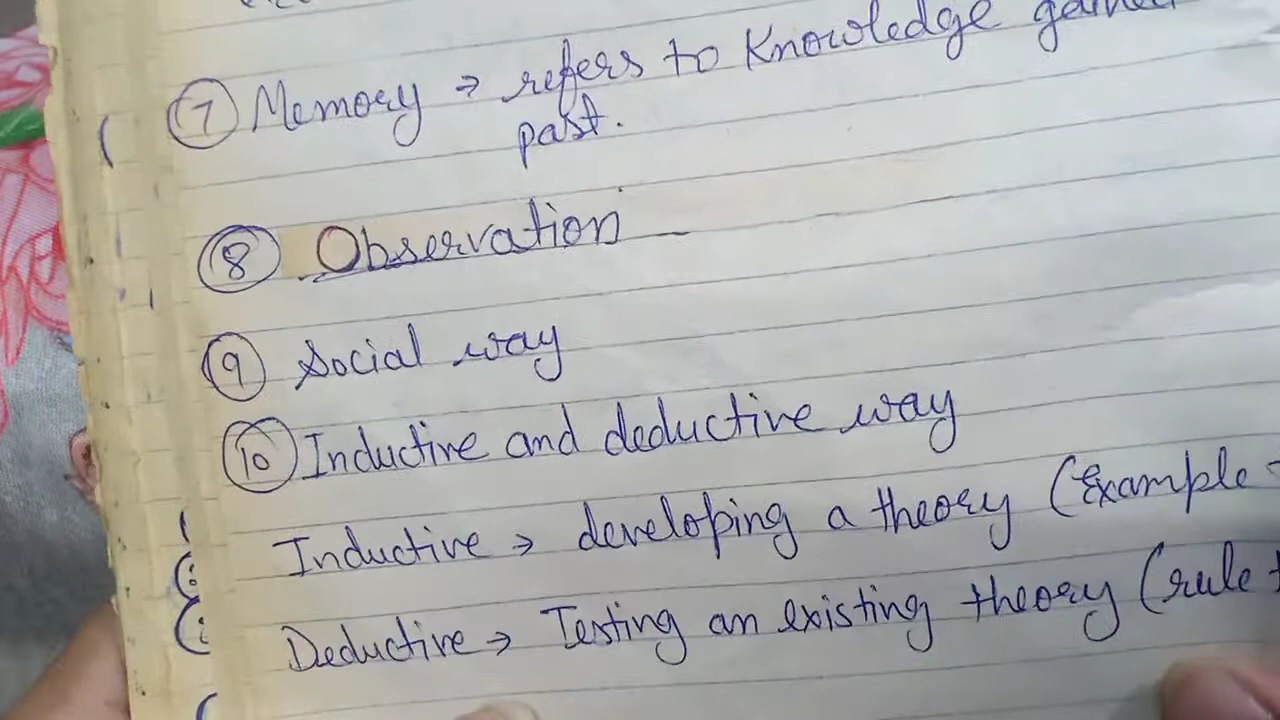 ⑦ Memory → refers to Knowledge gained
past.
⑧ Observation —
⑨ Social way
⑩ Inductive and deductive way
Inductive → developing a theory (Example
Deductive → Testing an existing theory (rule